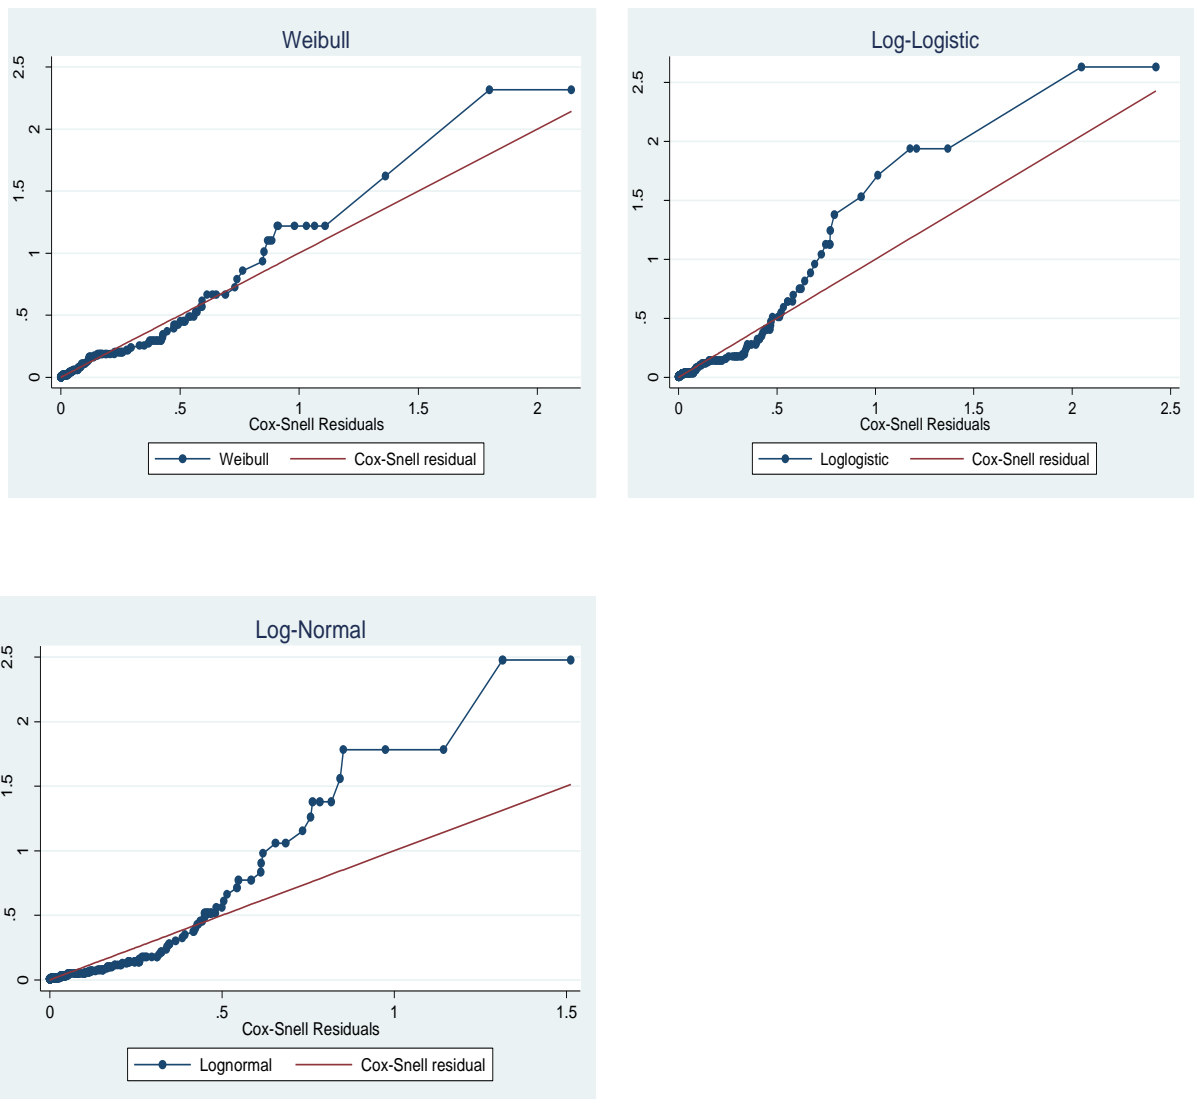 Weibull
2.5
2
1.5
1
.5
0
0 .5 1 1.5 2
Cox-Snell Residuals
Weibull Cox-Snell residual
Log-Logistic
2.5
2
1.5
1
.5
0
0 .5 1 1.5 2 2.5
Cox-Snell Residuals
Loglogistic Cox-Snell residual
Log-Normal
2.5
2
1.5
1
.5
0
0 .5 1 1.5
Cox-Snell Residuals
Lognormal Cox-Snell residual